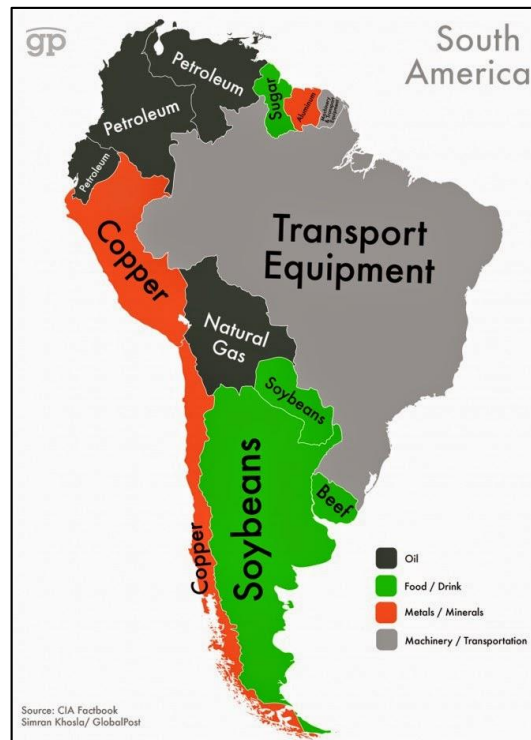 gp
South
America
Petroleum
Petroleum
Petroleum
Sugar
Aluminum
Copper
Transport
Equipment
Natural
Gas
Soybeans
Soybeans
Beef
Copper
Oil
Food / Drink
Metals / Minerals
Machinery / Transportation
Source: CIA Factbook
Simran Khosla/ GlobalPost